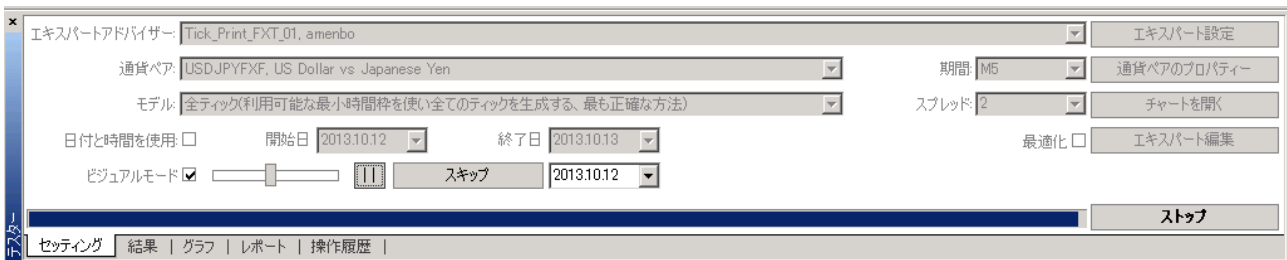 エキスパートアドバイザー: Tick_Print_FXT_01, amenbo エキスパート設定
通貨ペア: USDJPYFXF, US Dollar vs Japanese Yen 期間: M5 通貨ペアのプロパティー
モデル: 全ティック(利用可能な最小時間枠を使い全てのティックを生成する、最も正確な方法) スプレッド: 2 チャートを開く
日付と時間を使用: 開始日 2013.10.12 終了日 2013.10.13 最適化 エキスパート編集
ビジュアルモード スキップ 2013.10.12
ストップ
テスター
セッティング 結果 | グラフ | レポート | 操作履歴 |